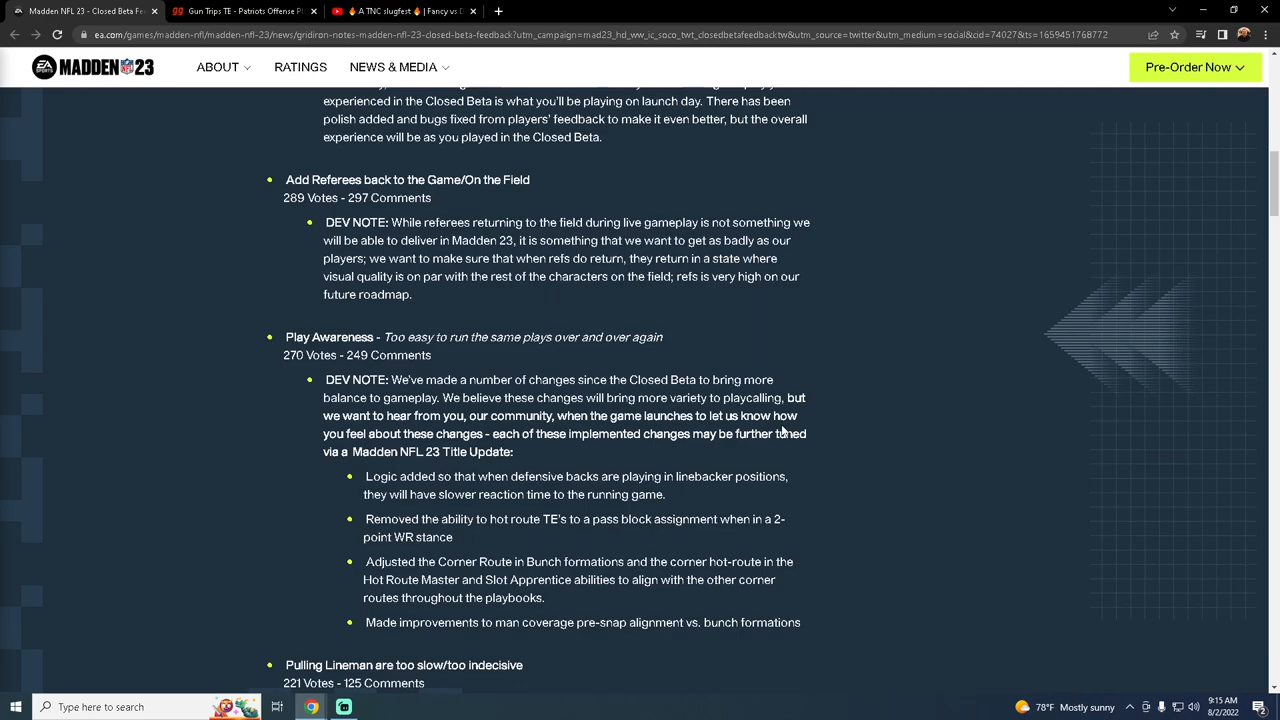 Madden NFL 23 - Closed Beta Fe
Gun Trips TE - Patriots Offense Pl
🔥 A TNC slugfest 🔥 | Fancy vs D
ea.com/games/madden-nfl/madden-nfl-23/news/gridiron-notes-madden-nfl-23-closed-beta-feedback?utm_campaign=mad23_hd_ww_ic_soco_twt_closedbetafeedbacktw&utm_source=twitter&utm_medium=social&cid=74027&ts=1659451768772
EA SPORTS MADDEN NFL 23
ABOUT
RATINGS
NEWS & MEDIA
Pre-Order Now
experienced in the Closed Beta is what you'll be playing on launch day. There has been
polish added and bugs fixed from players' feedback to make it even better, but the overall
experience will be as you played in the Closed Beta.
• Add Referees back to the Game/On the Field
289 Votes - 297 Comments
• DEV NOTE: While referees returning to the field during live gameplay is not something we
will be able to deliver in Madden 23, it is something that we want to get as badly as our
players; we want to make sure that when refs do return, they return in a state where
visual quality is on par with the rest of the characters on the field; refs is very high on our
future roadmap.
• Play Awareness - Too easy to run the same plays over and over again
270 Votes - 249 Comments
• DEV NOTE: number of changes since the Closed Beta to bring more
balance to gameplay. We believe these changes will bring more variety to playcalling, but
we want to hear from you, our community, when the game launches to let us know how
you feel about these changes - each of these implemented changes may be further tuned
via a Madden NFL 23 Title Update:
• Logic added so that when defensive backs are playing in linebacker positions,
they will have slower reaction time to the running game.
• Removed the ability to hot route TE's to a pass block assignment when in a 2-
point WR stance
• Adjusted the Corner Route in Bunch formations and the corner hot-route in the
Hot Route Master and Slot Apprentice abilities to align with the other corner
routes throughout the playbooks.
• Made improvements to man coverage pre-snap alignment vs. bunch formations
• Pulling Lineman are too slow/too indecisive
221 Votes - 125 Comments
Type here to search
78°F Mostly sunny
9:15 AM
8/2/2022
2